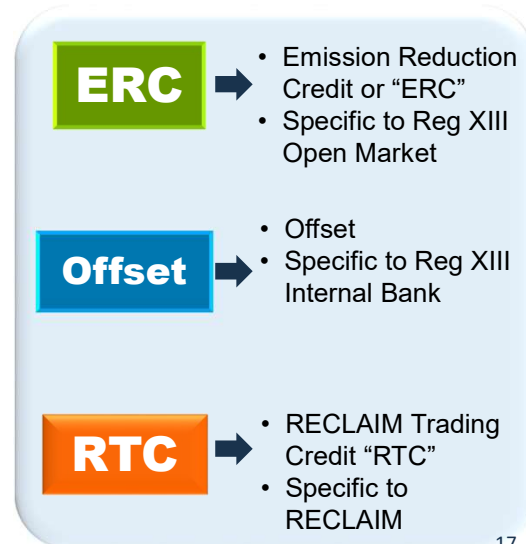 ERC
• Emission Reduction
Credit or “ERC”
• Specific to Reg XIII
Open Market
Offset
• Offset
• Specific to Reg XIII
Internal Bank
RTC
• RECLAIM Trading
Credit “RTC”
• Specific to
RECLAIM
17